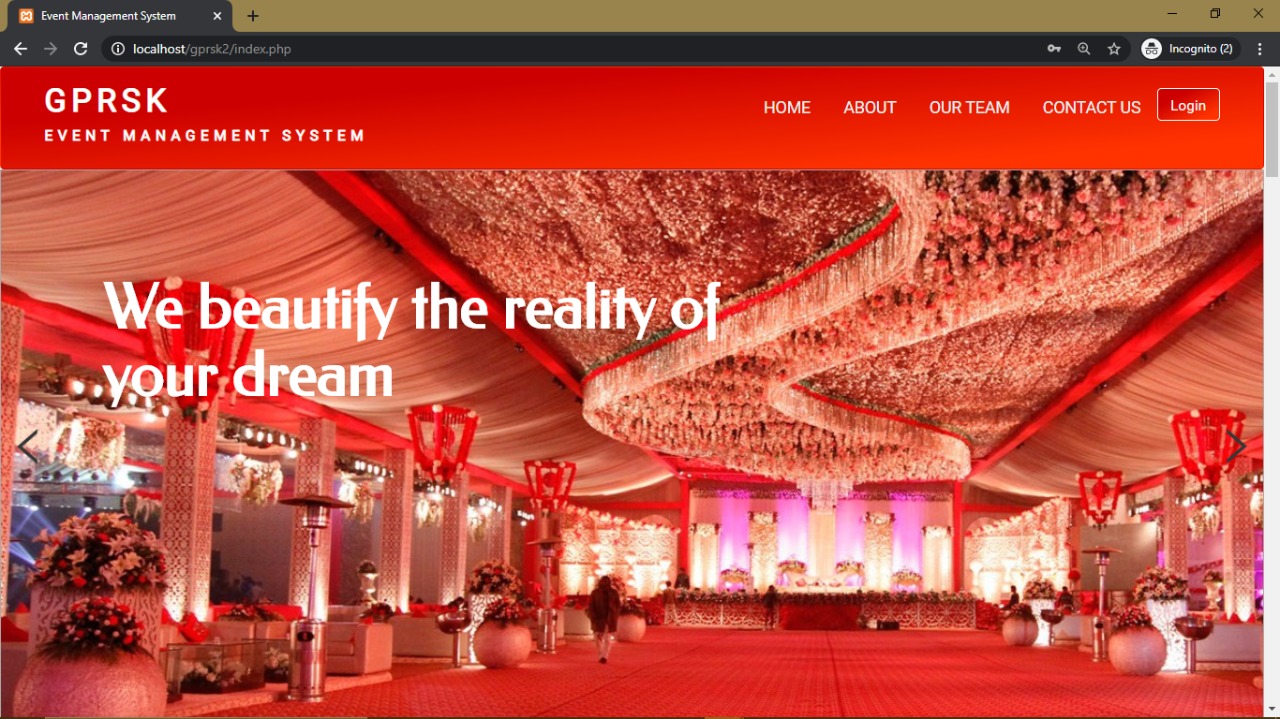 Event Management System
localhost/gprsk2/index.php
Incognito (2)
GPRSK
EVENT MANAGEMENT SYSTEM
HOME ABOUT OUR TEAM CONTACT US Login
We beautify the reality of
your dream